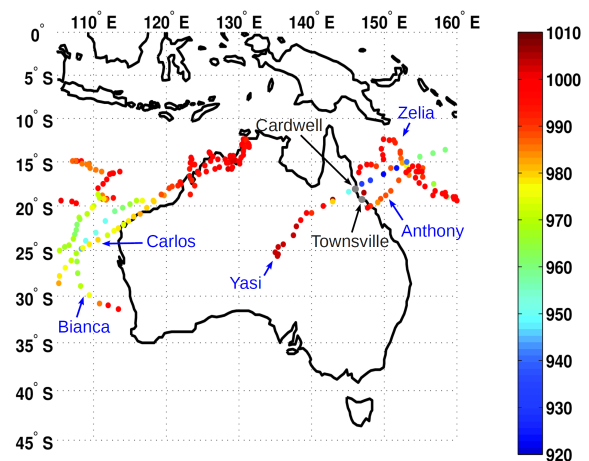 110° E 120° E 130° E 140° E 150° E 160° E
0°
5° S
10° S
15° S
20° S
25° S
30° S
35° S
40° S
45° S
Zelia
Cardwell
Anthony
Townsville
Carlos
Yasi
Bianca
1010
1000
990
980
970
960
950
940
930
920